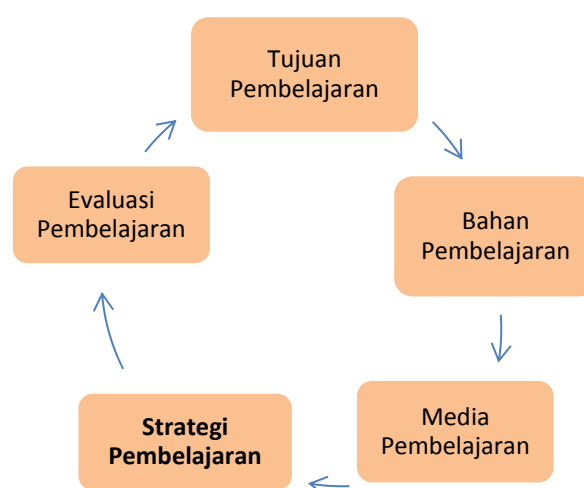 Tujuan
Pembelajaran
Bahan
Pembelajaran
Media
Pembelajaran
Strategi
Pembelajaran
Evaluasi
Pembelajaran